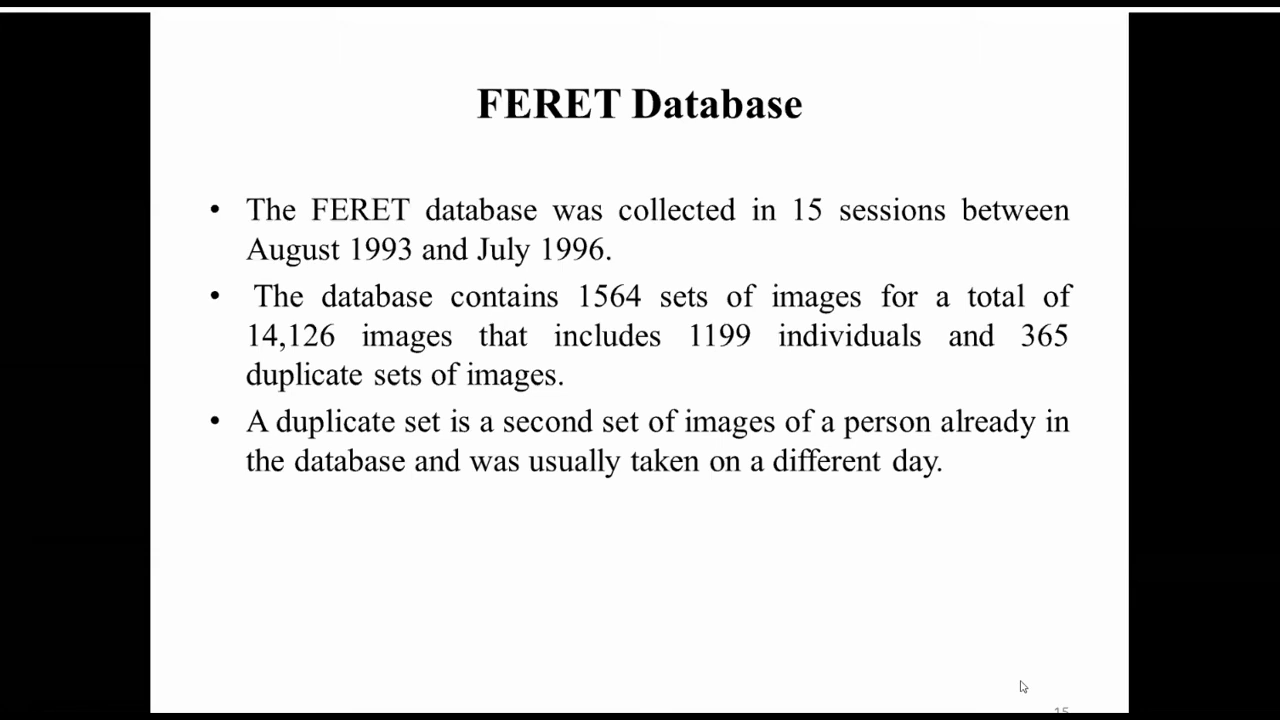 FERET Database
• The FERET database was collected in 15 sessions between
August 1993 and July 1996.
• The database contains 1564 sets of images for a total of
14,126 images that includes 1199 individuals and 365
duplicate sets of images.
• A duplicate set is a second set of images of a person already in
the database and was usually taken on a different day.
15